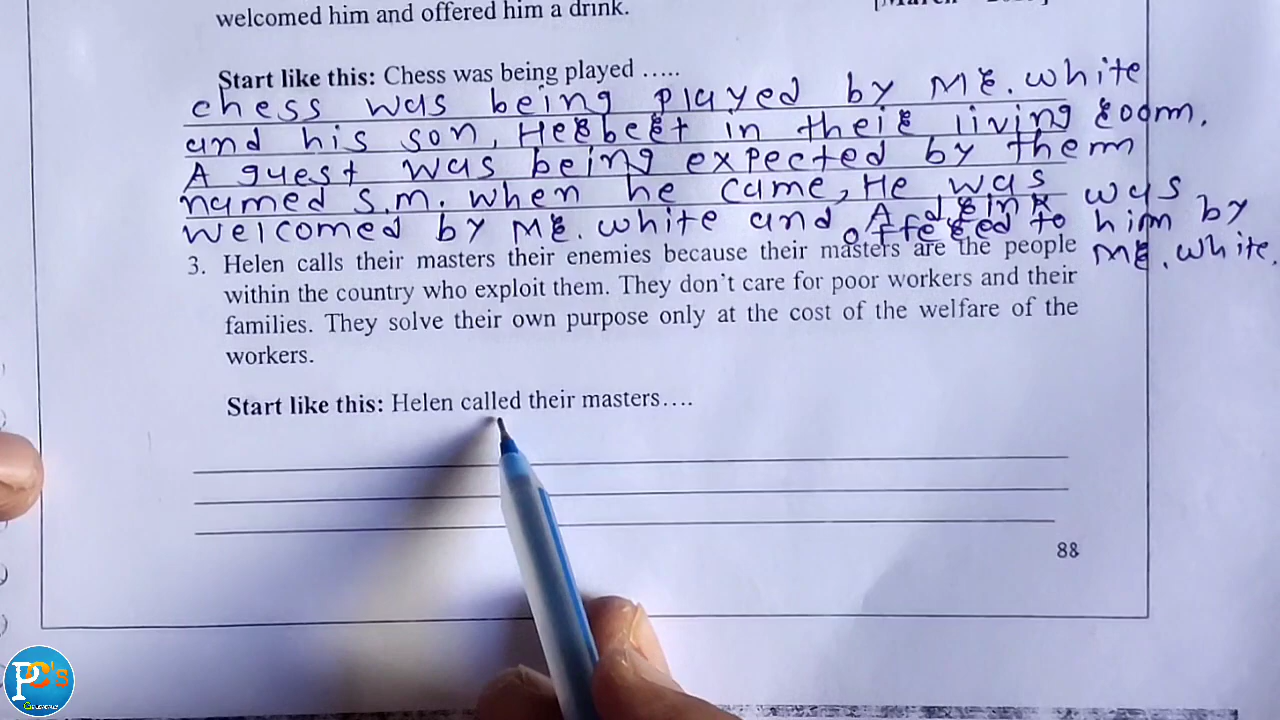 welcomed him and offered him a drink.
Start like this: Chess was being played …..
chess was being played by Mr. white
and his son, Herbert in their living room.
A guest was being expected by them
named S.M. when he came, He was
welcomed by Mr. white and A drink was
offered to him by
Mr. white.
3. Helen calls their masters their enemies because their masters are the people
within the country who exploit them. They don't care for poor workers and their
families. They solve their own purpose only at the cost of the welfare of the
workers.
Start like this: Helen called their masters….
88
PC's